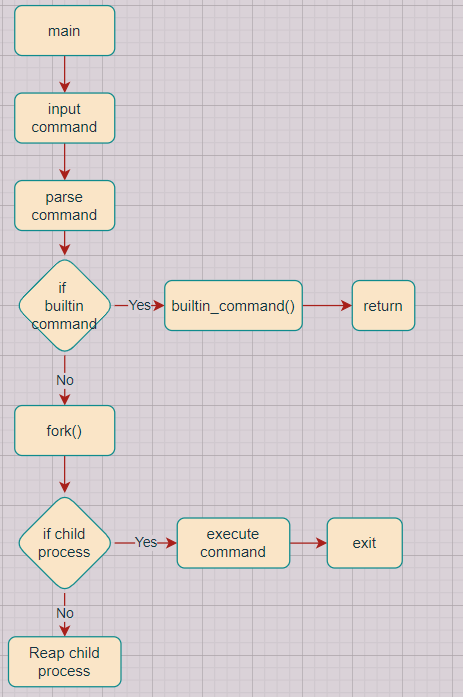 main
input
command
parse
command
if
builtin
command
Yes
builtin_command()
return
No
fork()
if child
process
Yes
execute
command
exit
No
Reap child
process